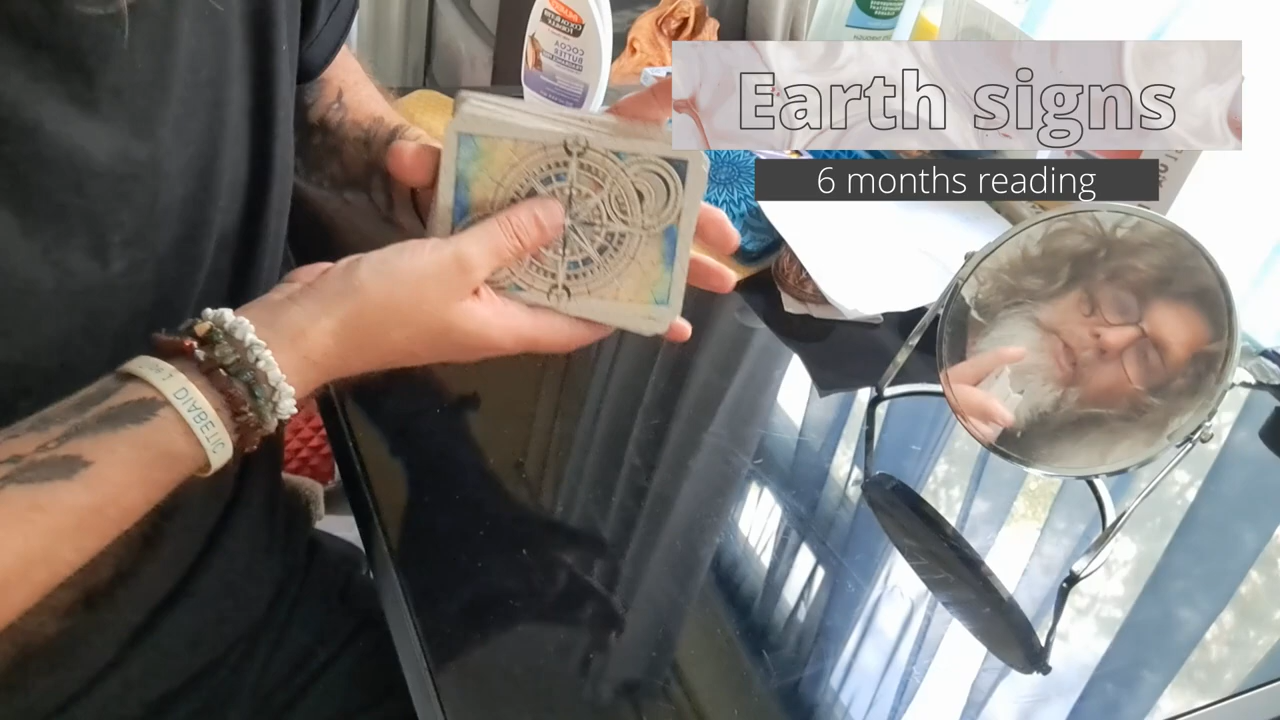 Earth signs
6 months reading
COCOA
BUTTER
DIABETIC